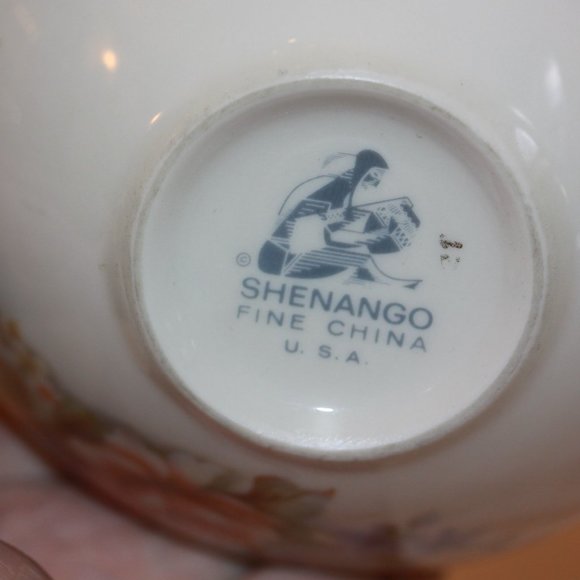 ©
SHENANGO
FINE CHINA
U. S. A.